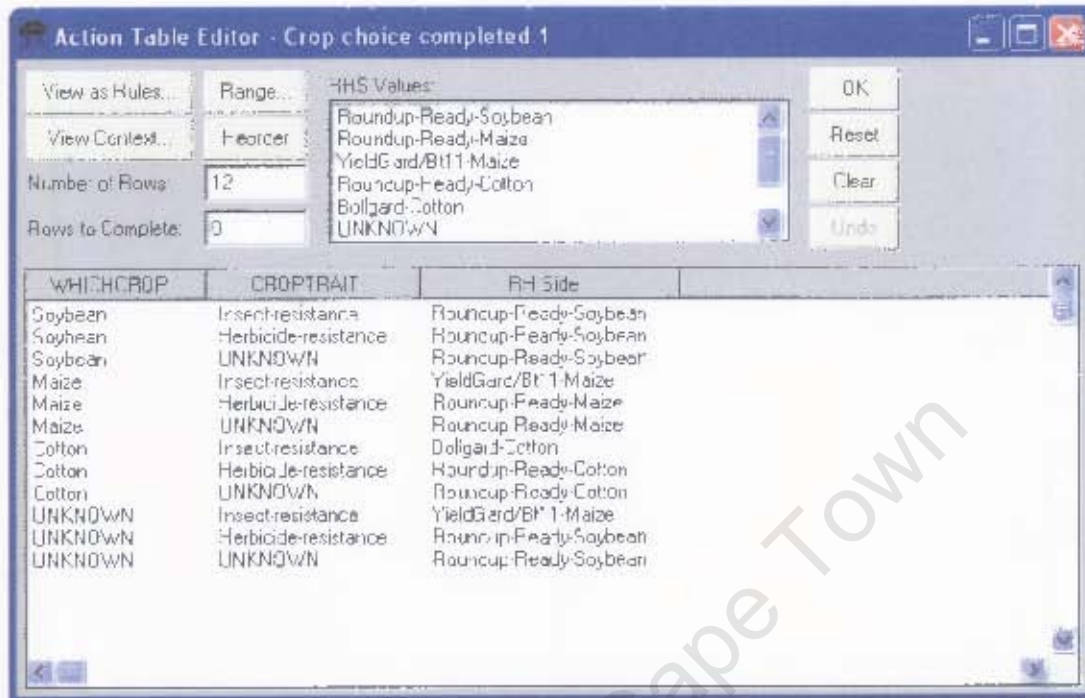 Action Table Editor - Crop choice completed 1
View as Rules... Range... RHS Values: OK
View Context... Reorder Reset
Number of Rows: 12 Clear
Rows to Complete: 0 Undo
Roundup-Ready-Soybean
Roundup-Ready-Maize
YieldGard/Bt11-Maize
Roundup-Ready-Cotton
Bollgard-Cotton
UNKNOWN
WHICHCROP CROPTRAIT RH Side
Soybean Insect-resistance Roundup-Ready-Soybean
Soybean Herbicide-resistance Roundup-Ready-Soybean
Soybean UNKNOWN Roundup-Ready-Soybean
Maize Insect-resistance YieldGard/Bt11-Maize
Maize Herbicide-resistance Roundup-Ready-Maize
Maize UNKNOWN Roundup-Ready-Maize
Cotton Insect-resistance Bollgard-Cotton
Cotton Herbicide-resistance Roundup-Ready-Cotton
Cotton UNKNOWN Roundup-Ready-Cotton
UNKNOWN Insect-resistance YieldGard/Bt11-Maize
UNKNOWN Herbicide-resistance Roundup-Ready-Soybean
UNKNOWN UNKNOWN Roundup-Ready-Soybean
Cape Town